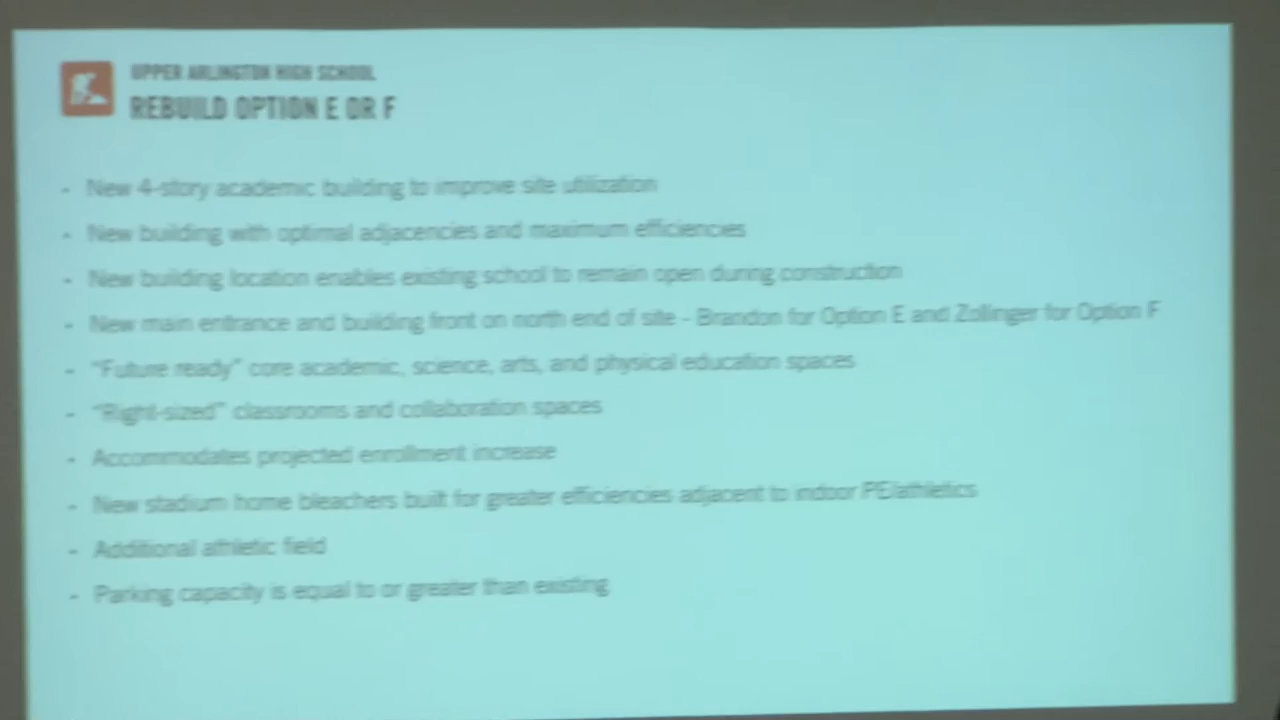 UPPER ARLINGTON HIGH SCHOOL
REBUILD OPTION E OR F
- New 4-story academic building to improve site utilization
- New building with optimal adjacencies and maximum efficiencies
- New building location enables existing school to remain open during construction
- New main entrance and building front on north end of site - Brandon for Option E and Zollinger for Option F
- "Future ready" core academic, science, arts, and physical education spaces
- "Right-sized" classrooms and collaboration spaces
- Accommodates projected enrollment increase
- New stadium home bleachers built for greater efficiencies adjacent to indoor PE/athletics
- Additional athletic field
- Parking capacity is equal to or greater than existing